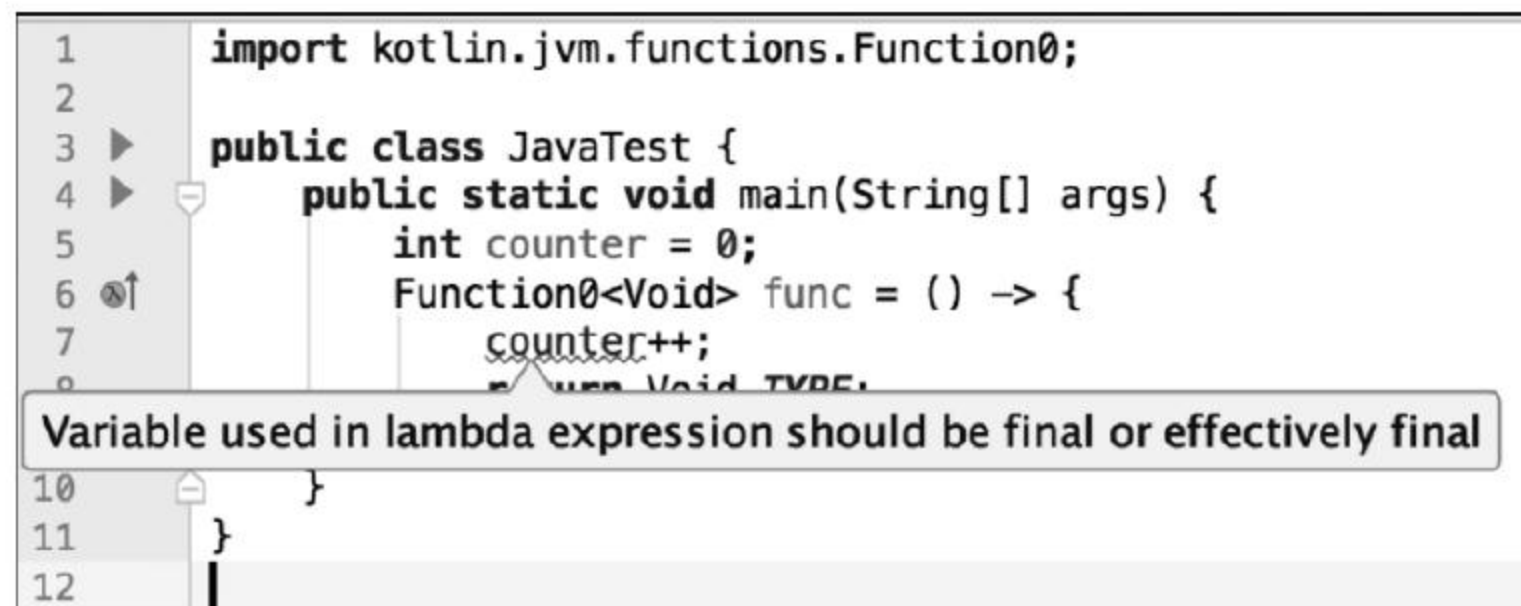 1 import kotlin.jvm.functions.Function0;
2
3 public class JavaTest {
4 public static void main(String[] args) {
5 int counter = 0;
6 Function0<Void> func = () -> {
7 counter++;
Void TYPE;
Variable used in lambda expression should be final or effectively final
10 }
11 }
12